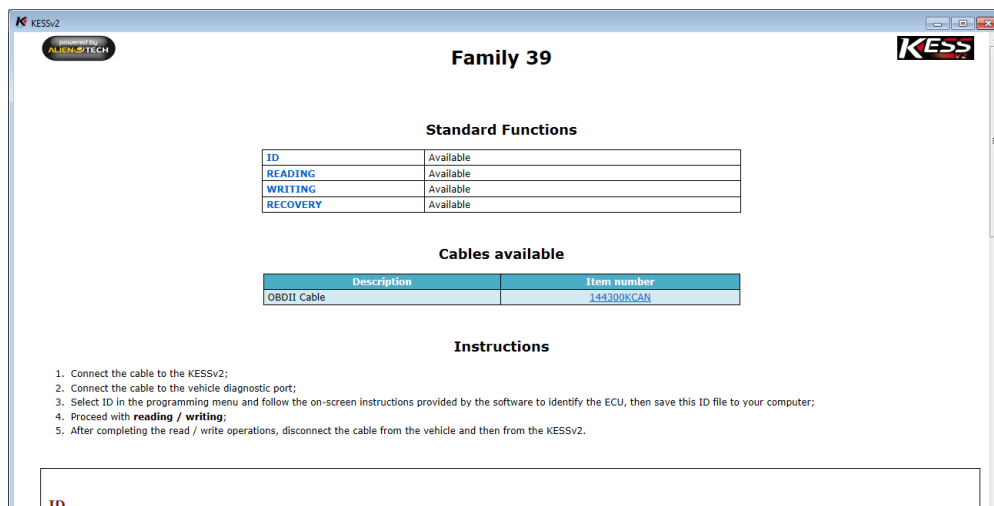 KESSv2
powered by
ALIENTECH
Family 39
KESS
v2
Standard Functions
ID Available
READING Available
WRITING Available
RECOVERY Available
Cables available
Description Item number
OBDII Cable 144300KCAN
Instructions
1. Connect the cable to the KESSv2;
2. Connect the cable to the vehicle diagnostic port;
3. Select ID in the programming menu and follow the on-screen instructions provided by the software to identify the ECU, then save this ID file to your computer;
4. Proceed with reading / writing;
5. After completing the read / write operations, disconnect the cable from the vehicle and then from the KESSv2.
ID